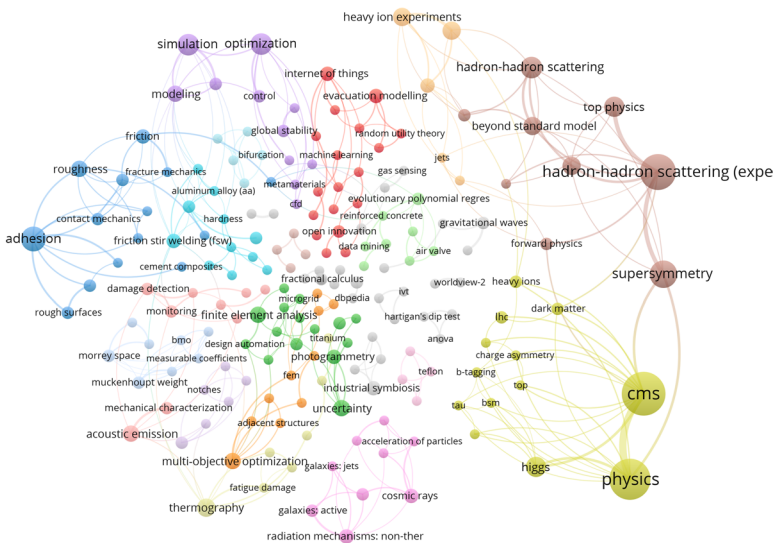 heavy ion experiments
simulation
optimization
hadron-hadron scattering
internet of things
modeling
control
evacuation modelling
top physics
friction
global stability
random utility theory
beyond standard model
bifurcation
machine learning
jets
roughness
fracture mechanics
gas sensing
hadron-hadron scattering (expe
aluminum alloy (aa)
metamaterials
evolutionary polynomial regres
cfd
contact mechanics
hardness
reinforced concrete
gravitational waves
open innovation
adhesion
friction stir welding (fsw)
data mining
air valve
forward physics
cement composites
fractional calculus
supersymmetry
damage detection
worldview-2
heavy ions
ivt
microgrid
dbpedia
rough surfaces
monitoring
finite element analysis
hartigan's dip test
lhc
dark matter
bmo
design automation
titanium
anova
morrey space
measurable coefficients
photogrammetry
charge asymmetry
muckenhoupt weight
fem
teflon
b-tagging
notches
industrial symbiosis
top
cms
mechanical characterization
uncertainty
tau
bsm
adjacent structures
acoustic emission
acceleration of particles
multi-objective optimization
galaxies: jets
higgs
fatigue damage
physics
thermography
cosmic rays
galaxies: active
radiation mechanisms: non-ther